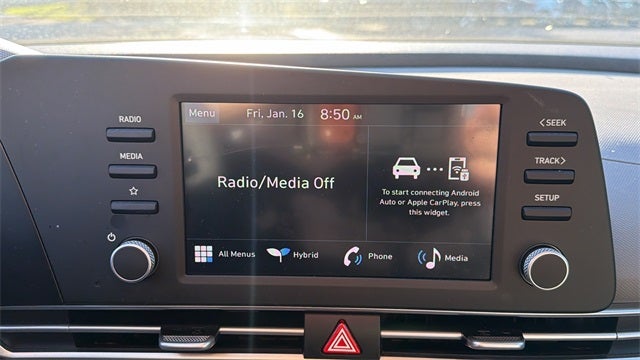 RADIO
MEDIA
Menu Fri, Jan. 16 8:50 AM
Radio/Media Off
To start connecting Android
Auto or Apple CarPlay, press
this widget.
All Menus Hybrid Phone Media
< SEEK
TRACK >
SETUP